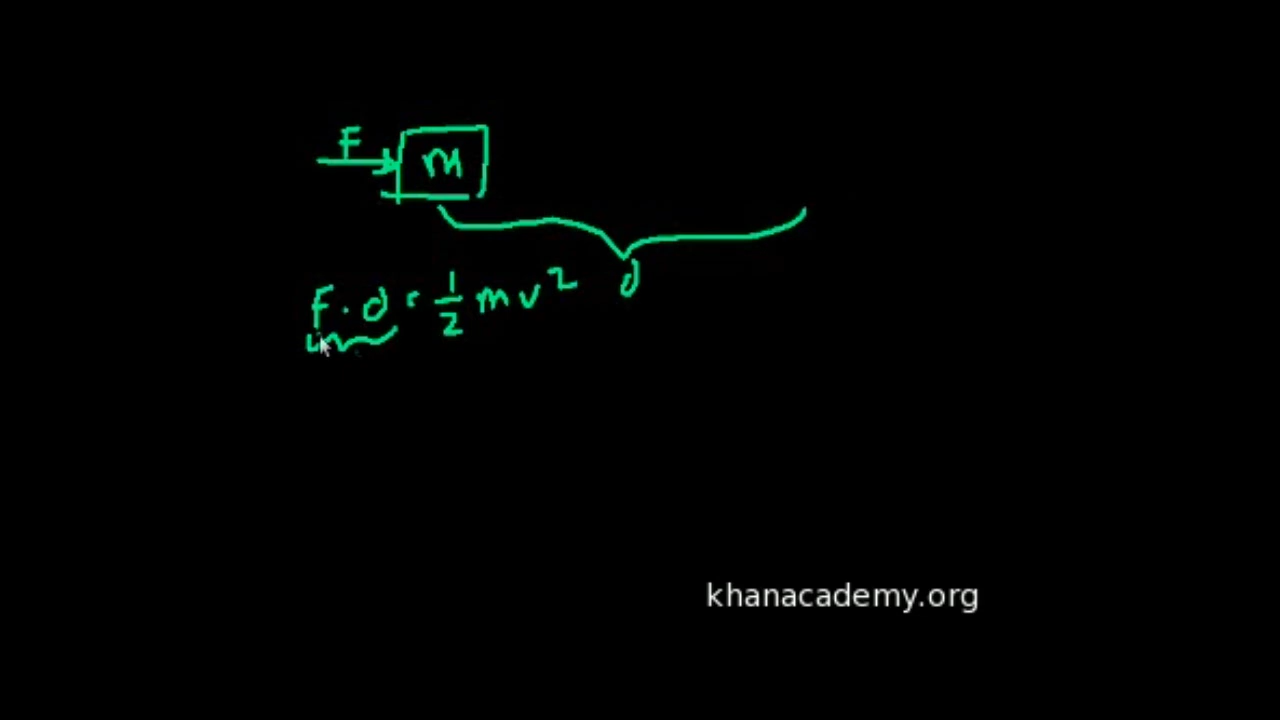 F
m
d
F · d = 1/2 mv²
khanacademy.org